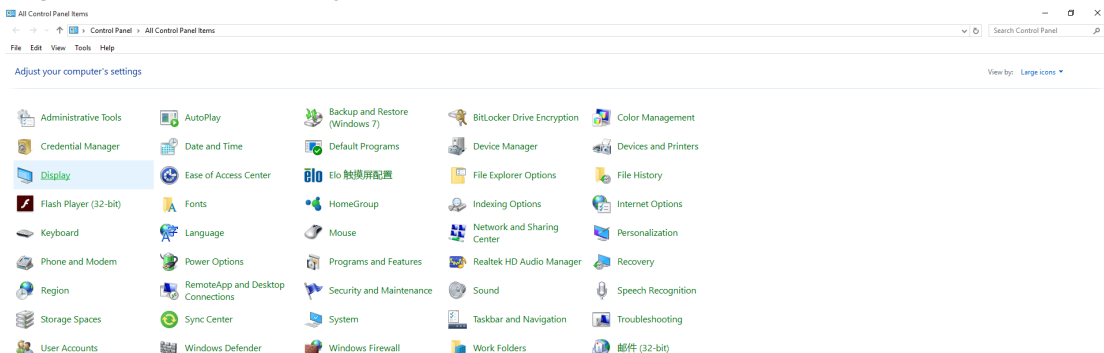 All Control Panel Items
Control Panel > All Control Panel Items
Search Control Panel
File Edit View Tools Help
Adjust your computer's settings
View by: Large icons
Administrative Tools
AutoPlay
Backup and Restore
(Windows 7)
BitLocker Drive Encryption
Color Management
Credential Manager
Date and Time
Default Programs
Device Manager
Devices and Printers
Display
Ease of Access Center
elo
Elo 触摸屏配置
File Explorer Options
File History
Flash Player (32-bit)
Fonts
HomeGroup
Indexing Options
Internet Options
Keyboard
Language
Mouse
Network and Sharing
Center
Personalization
Phone and Modem
Power Options
Programs and Features
Realtek HD Audio Manager
Recovery
Region
RemoteApp and Desktop
Connections
Security and Maintenance
Sound
Speech Recognition
Storage Spaces
Sync Center
System
Taskbar and Navigation
Troubleshooting
User Accounts
Windows Defender
Windows Firewall
Work Folders
邮件 (32-bit)